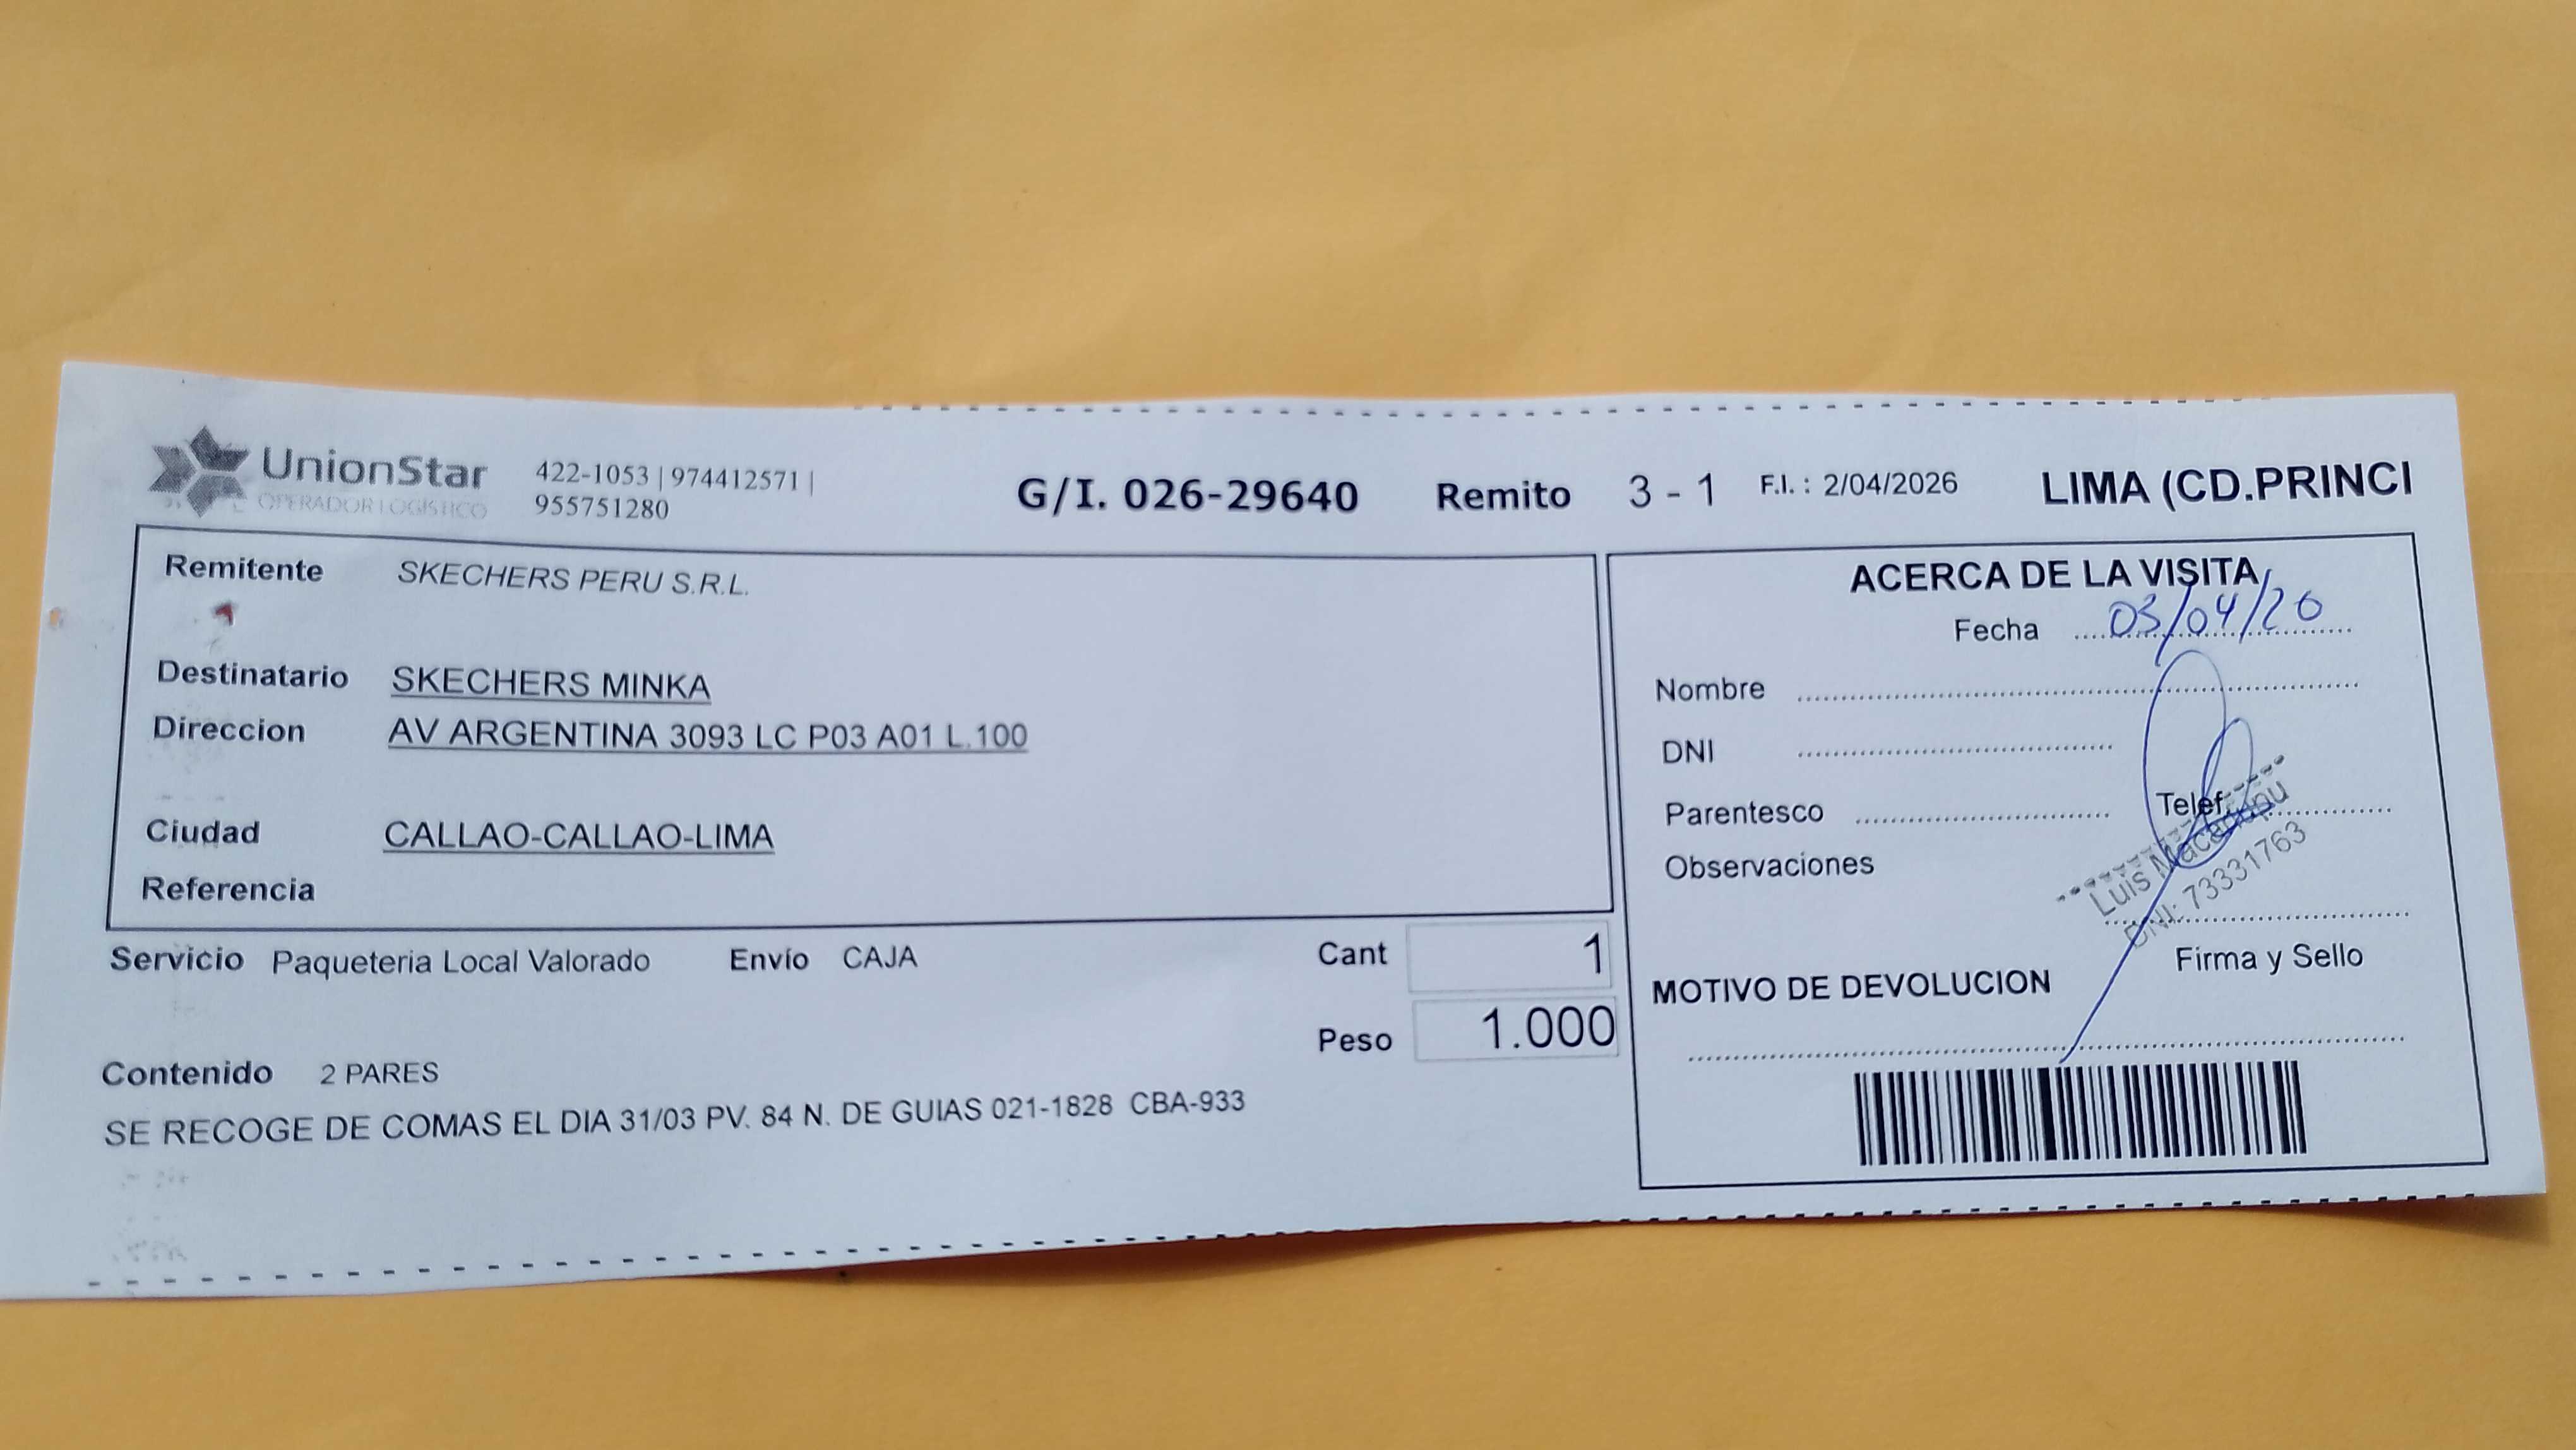 UnionStar
OPERADOR LOGISTICO
422-1053 | 974412571 |
955751280
G/I. 026-29640 Remito 3 - 1 F.I. : 2/04/2026 LIMA (CD.PRINCI
Remitente SKECHERS PERU S.R.L.
Destinatario SKECHERS MINKA
Direccion AV ARGENTINA 3093 LC P03 A01 L.100
Ciudad CALLAO-CALLAO-LIMA
Referencia
Servicio Paqueteria Local Valorado Envío CAJA
Cant 1
Peso 1.000
Contenido 2 PARES
SE RECOGE DE COMAS EL DIA 31/03 PV. 84 N. DE GUIAS 021-1828 CBA-933
ACERCA DE LA VISITA
Fecha 03/04/26
Nombre
DNI
Parentesco Telef.
Observaciones
Luis
DNI: 73331763
Firma y Sello
MOTIVO DE DEVOLUCION